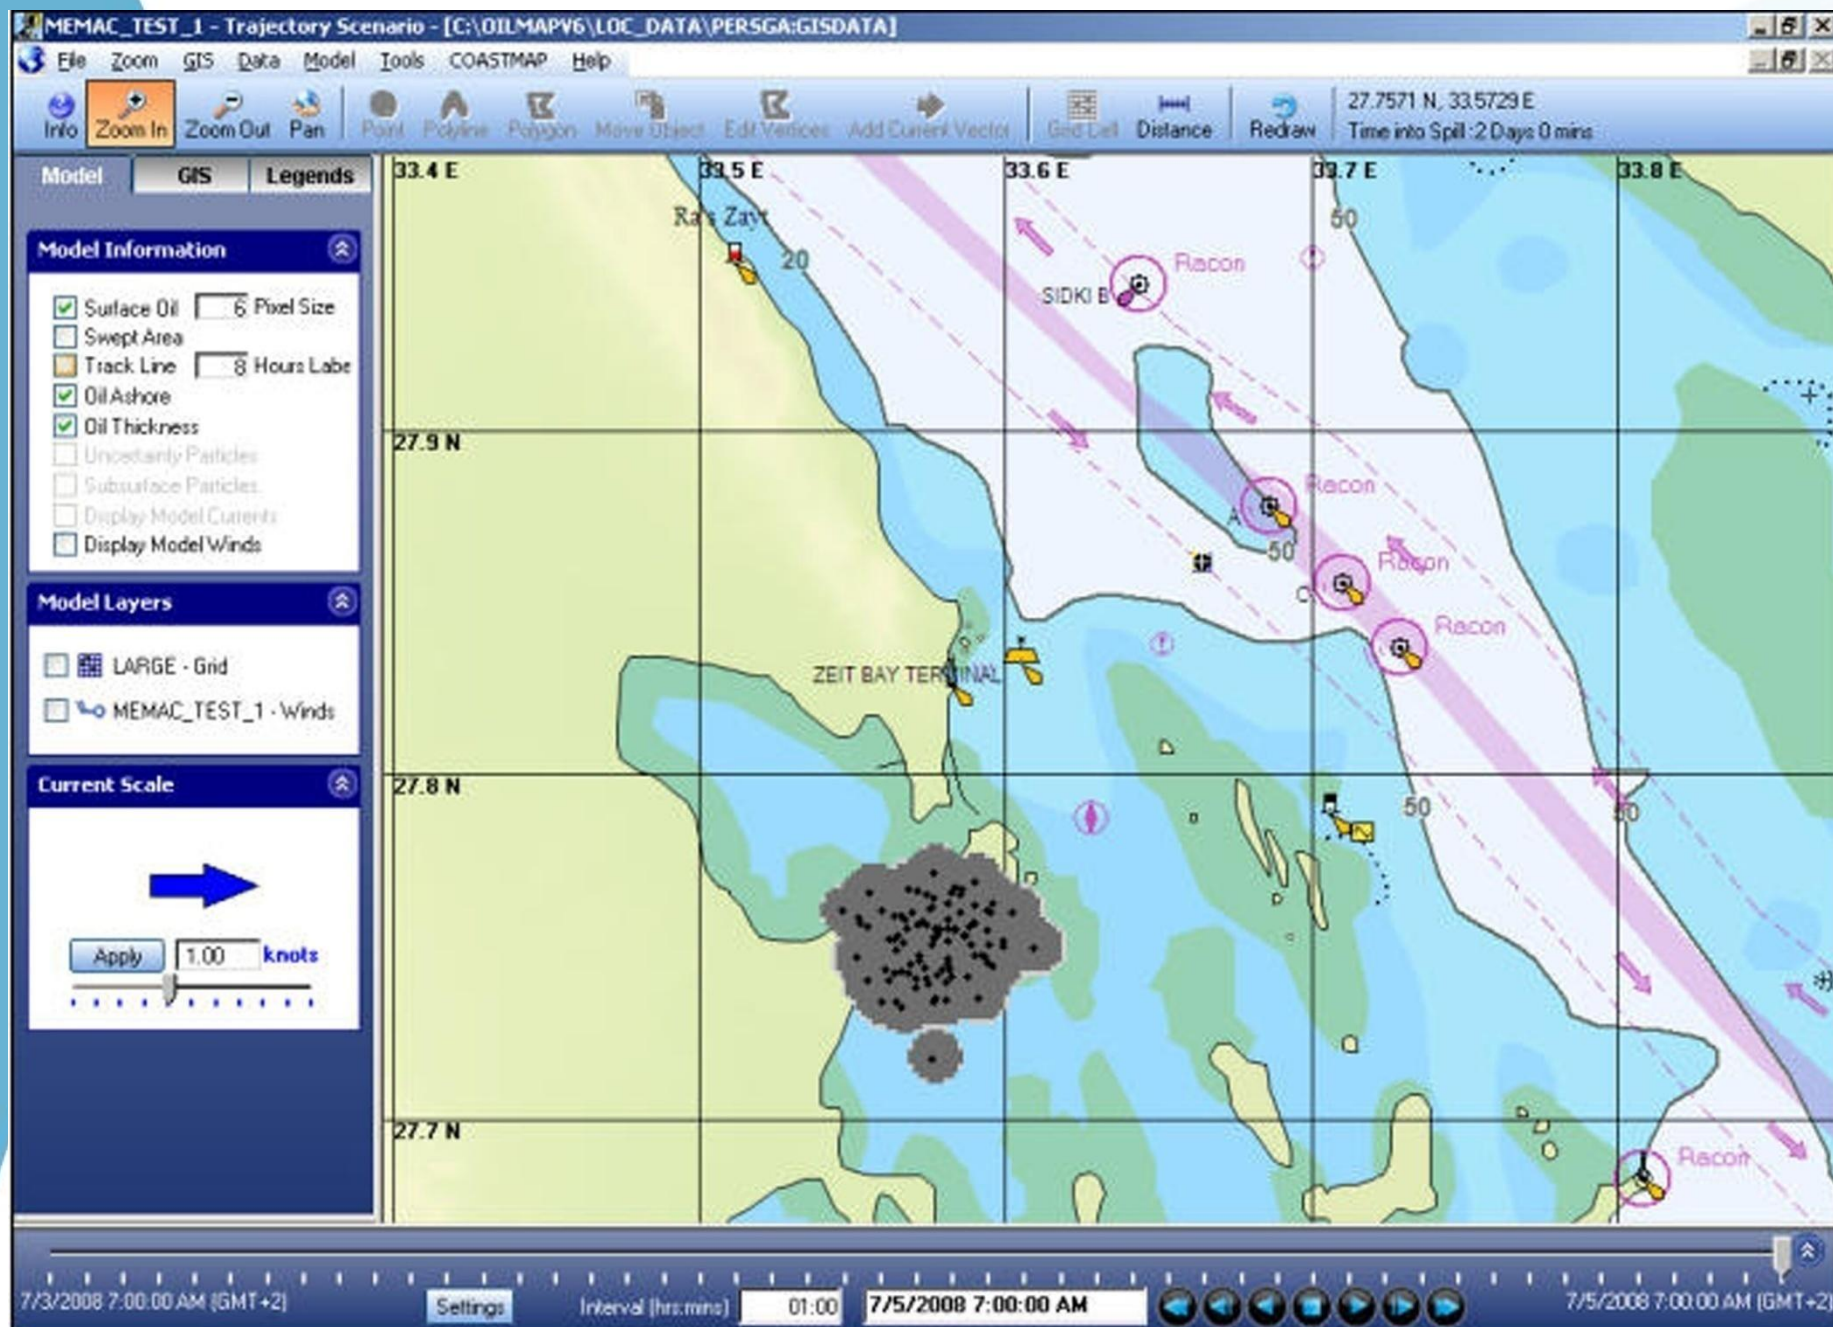 MEMAC_TEST_1 - Trajectory Scenario - [C:\OILMAPV6\LOC_DATA\PERSGA:GISDATA]
File Zoom GIS Data Model Tools COASTMAP Help
Info Zoom In Zoom Out Pan Point Polyline Polygon Move Object Edit Vertices Add Current Vector Grid Cell Distance Redraw
27.7571 N, 33.5729 E
Time into Spill :2 Days 0 mins
Model GIS Legends
Model Information
Surface Oil 6 Pixel Size
Swept Area
Track Line 8 Hours Labe
Oil Ashore
Oil Thickness
Uncertainty Particles
Subsurface Particles
Display Model Currents
Display Model Winds
Model Layers
LARGE - Grid
MEMAC_TEST_1 - Winds
Current Scale
Apply 1.00 knots
33.4 E 33.5 E 33.6 E 33.7 E 33.8 E
Ra's Zayt
50
20
Racon
SIDKI B
27.9 N
Racon
A
50
Racon
C
Racon
ZEIT BAY TERMINAL
27.8 N
50
50
27.7 N
Racon
7/3/2008 7:00:00 AM (GMT+2)
Settings
Interval (hrs:mins) 01:00
7/5/2008 7:00:00 AM
7/5/2008 7:00:00 AM (GMT+2)